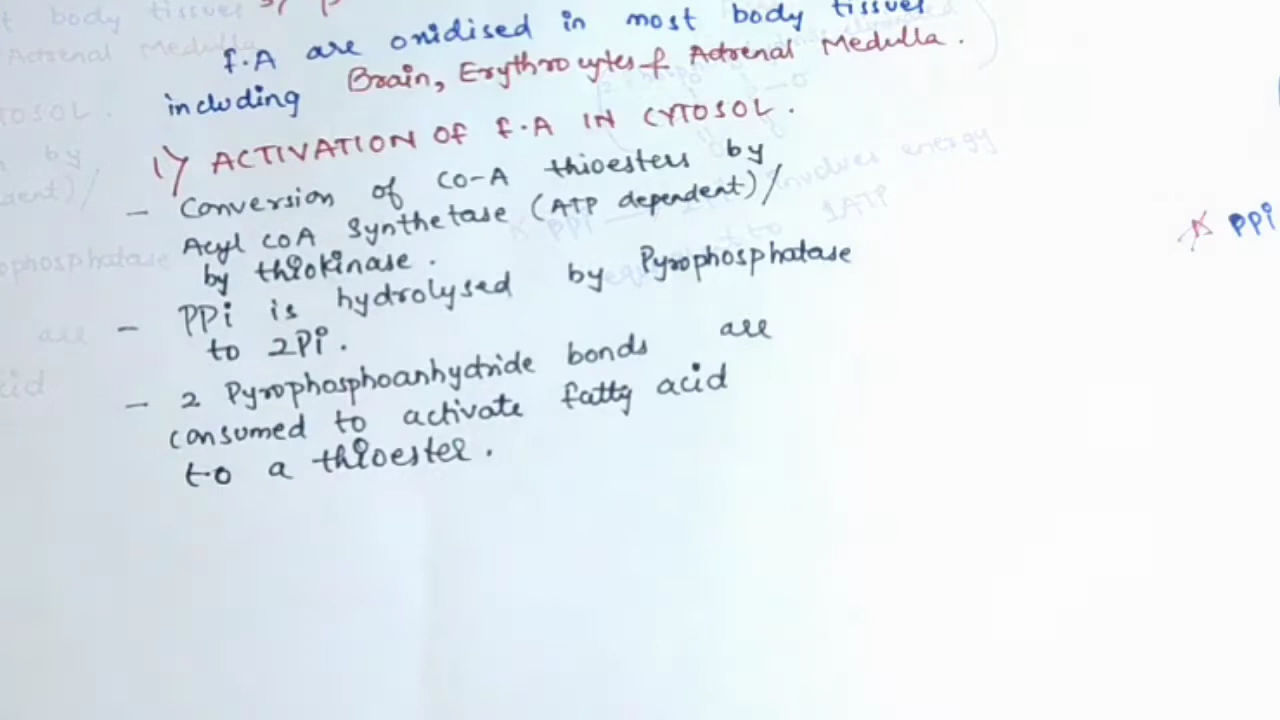 f.A are oxidised in most body tissues
including Brain, Erythrocytes & Adrenal Medulla.
1) ACTIVATION OF F.A IN CYTOSOL.
- Conversion of CO-A thioesters by
Acyl COA Synthetase (ATP dependent)/
by thiokinase.
- PPi is hydrolysed by Pyrophosphatase
to 2Pi.
- 2 Pyrophosphoanhydride bonds are
consumed to activate fatty acid
to a thioester.
* PPi